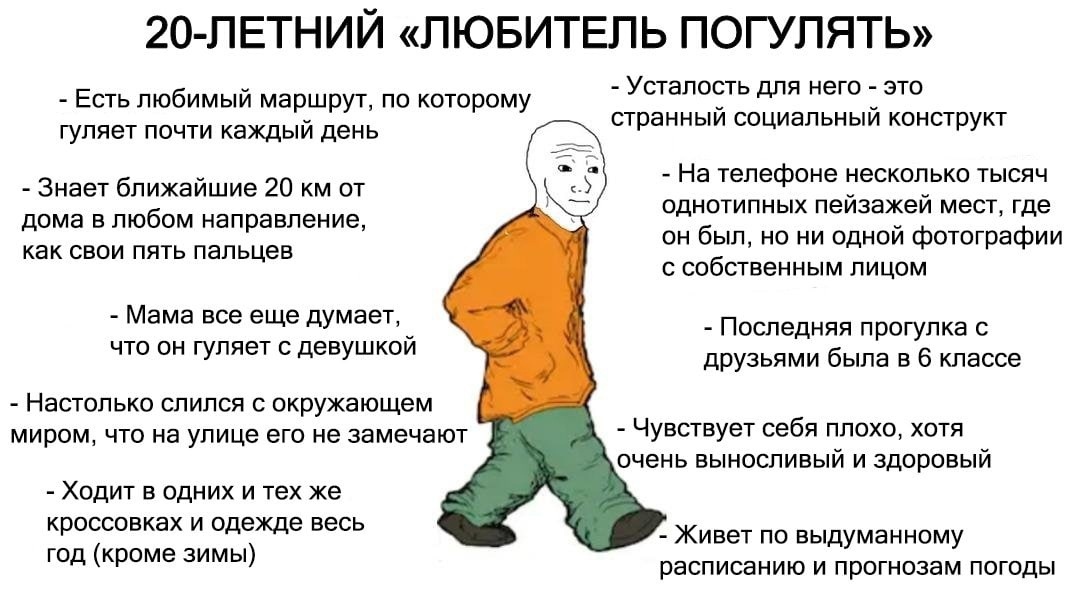 20-ЛЕТНИЙ «ЛЮБИТЕЛЬ ПОГУЛЯТЬ»
- Есть любимый маршрут, по которому
гуляет почти каждый день
- Знает ближайшие 20 км от
дома в любом направление,
как свои пять пальцев
- Мама все еще думает,
что он гуляет с девушкой
- Настолько слился с окружающем
миром, что на улице его не замечают
- Ходит в одних и тех же
кроссовках и одежде весь
год (кроме зимы)
- Усталость для него - это
странный социальный конструкт
- На телефоне несколько тысяч
однотипных пейзажей мест, где
он был, но ни одной фотографии
с собственным лицом
- Последняя прогулка с
друзьями была в 6 классе
- Чувствует себя плохо, хотя
очень выносливый и здоровый
- Живет по выдуманному
расписанию и прогнозам погоды